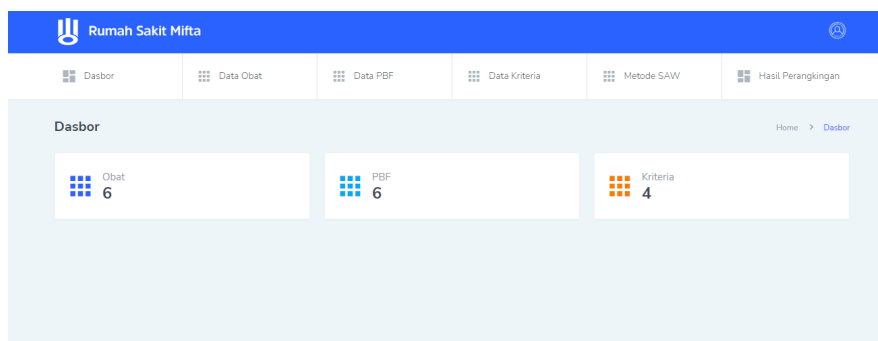 Rumah Sakit Mifta
Dasbor Data Obat Data PBF Data Kriteria Metode SAW Hasil Perangkingan
Dasbor Home > Dasbor
Obat
6
PBF
6
Kriteria
4